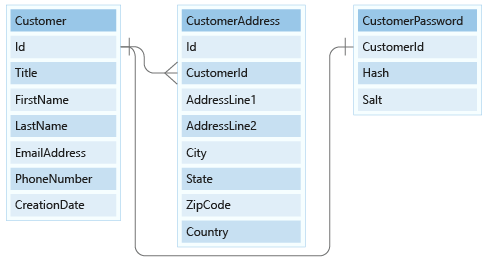 Customer
Id
Title
FirstName
LastName
EmailAddress
PhoneNumber
CreationDate
CustomerAddress
Id
CustomerId
AddressLine1
AddressLine2
City
State
ZipCode
Country
CustomerPassword
CustomerId
Hash
Salt